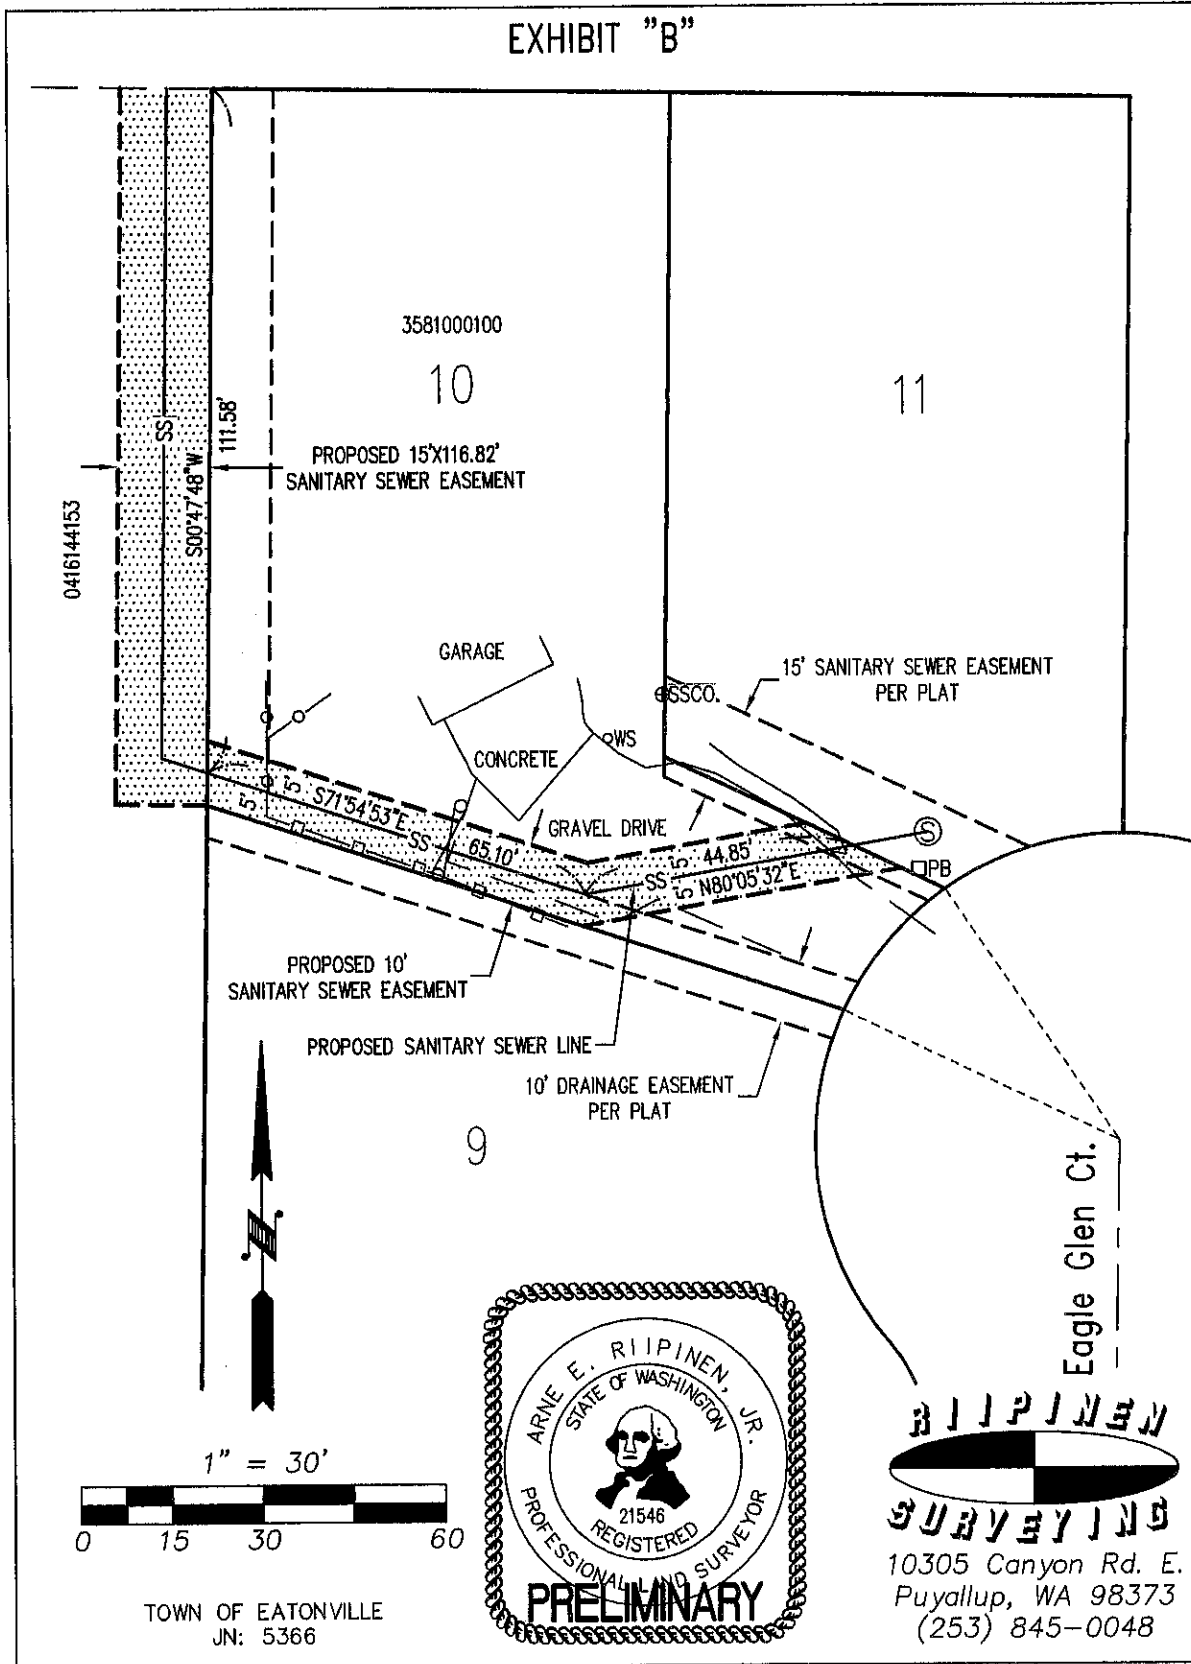 EXHIBIT "B"
3581000100
10
11
SS
S00°47'48"W
111.58'
PROPOSED 15'X116.82'
SANITARY SEWER EASEMENT
0416144153
GARAGE
15' SANITARY SEWER EASEMENT
PER PLAT
SSCO.
WS
CONCRETE
5'
5'
S71°54'53"E
SS
65.10'
GRAVEL DRIVE
5'
44.85'
SS
5'
N80°05'32"E
S
PB
PROPOSED 10'
SANITARY SEWER EASEMENT
PROPOSED SANITARY SEWER LINE
10' DRAINAGE EASEMENT
PER PLAT
9
Eagle Glen Ct.
N
1" = 30'
0 15 30 60
TOWN OF EATONVILLE
JN: 5366
ARNE E. RIIPINEN, JR.
STATE OF WASHINGTON
21546
REGISTERED
PROFESSIONAL LAND SURVEYOR
PRELIMINARY
RIIPINEN
SURVEYING
10305 Canyon Rd. E.
Puyallup, WA 98373
(253) 845-0048